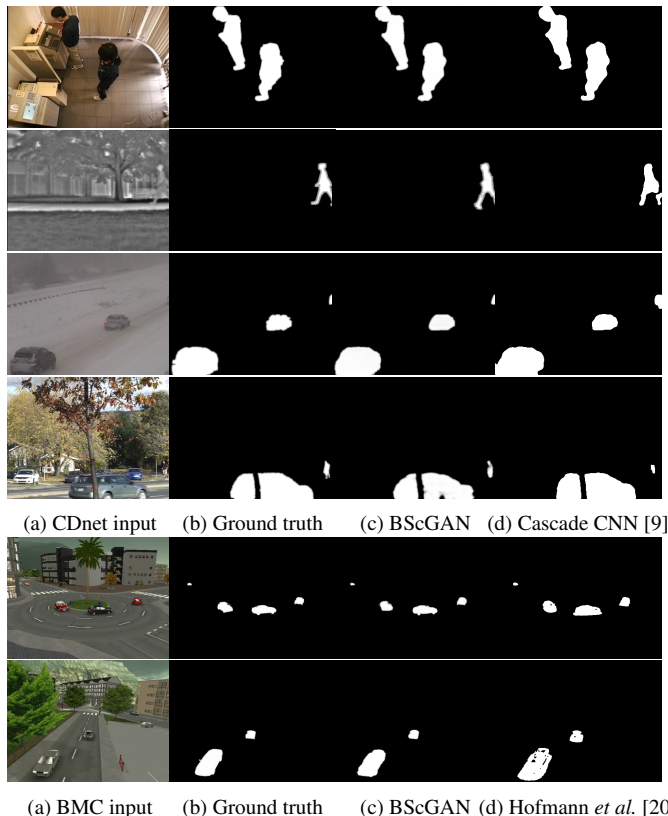 (a) CDnet input (b) Ground truth (c) BScGAN (d) Cascade CNN [9]
(a) BMC input (b) Ground truth (c) BScGAN (d) Hofmann et al. [20